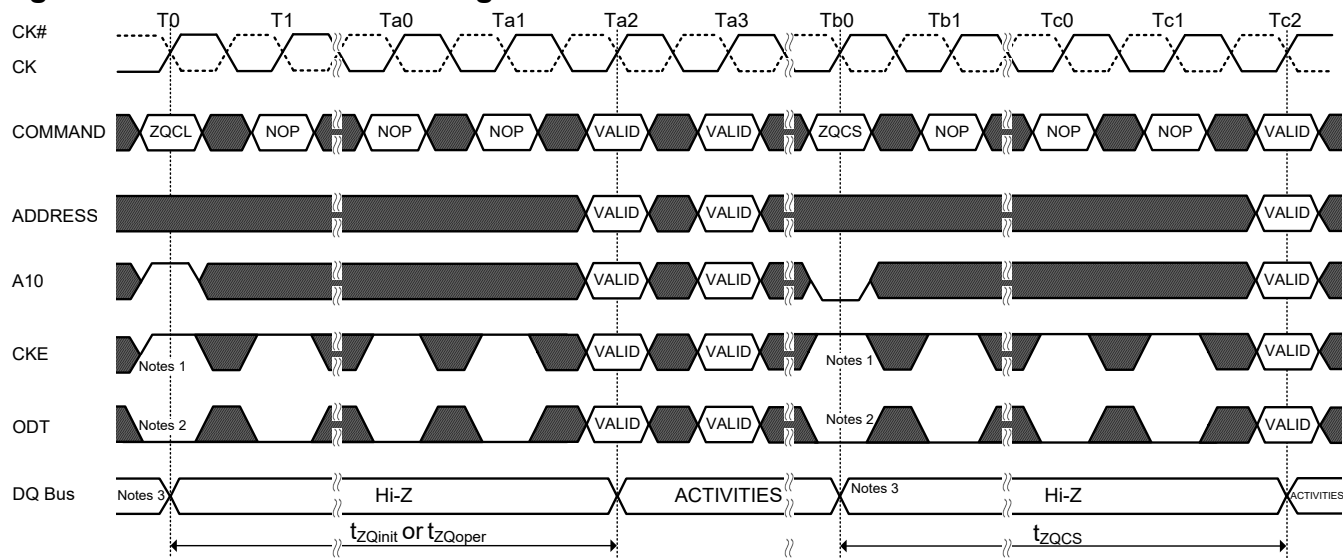 T0 T1 Ta0 Ta1 Ta2 Ta3 Tb0 Tb1 Tc0 Tc1 Tc2
CK#
CK
COMMAND ZQCL NOP NOP NOP VALID VALID ZQCS NOP NOP NOP VALID
ADDRESS VALID VALID VALID
A10 VALID VALID VALID
CKE Notes 1 VALID VALID Notes 1 VALID
ODT Notes 2 VALID VALID Notes 2 VALID
DQ Bus Notes 3 Hi-Z ACTIVITIES Notes 3 Hi-Z ACTIVITIES
tZQinit or tZQoper tZQCS